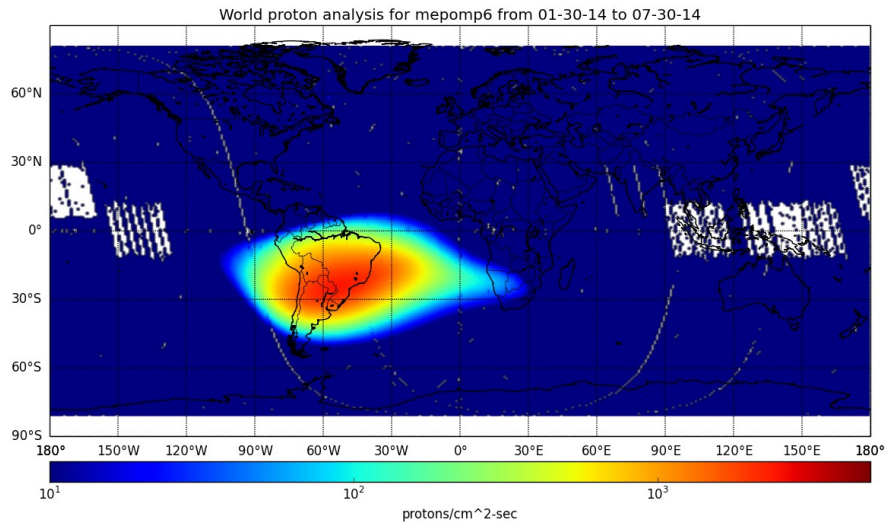 World proton analysis for mepomp6 from 01-30-14 to 07-30-14
60°N
30°N
0°
30°S
60°S
90°S
180° 150°W 120°W 90°W 60°W 30°W 0° 30°E 60°E 90°E 120°E 150°E 180°
10¹ 10² 10³
protons/cm^2-sec